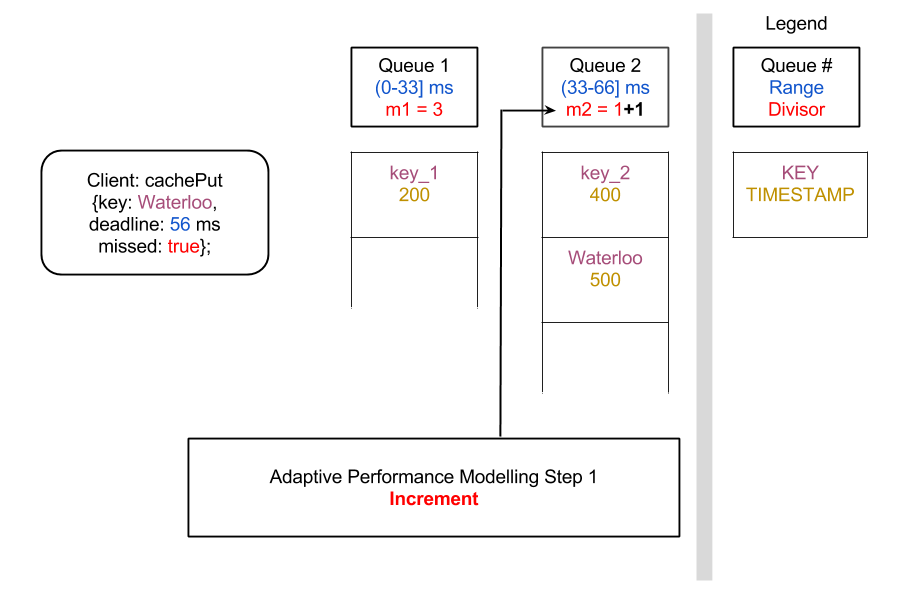 Legend
Queue 1
(0-33] ms
m1 = 3
Queue 2
(33-66] ms
m2 = 1+1
Queue #
Range
Divisor
Client: cachePut
{key: Waterloo,
deadline: 56 ms
missed: true};
key_1
200
key_2
400
Waterloo
500
KEY
TIMESTAMP
Adaptive Performance Modelling Step 1
Increment